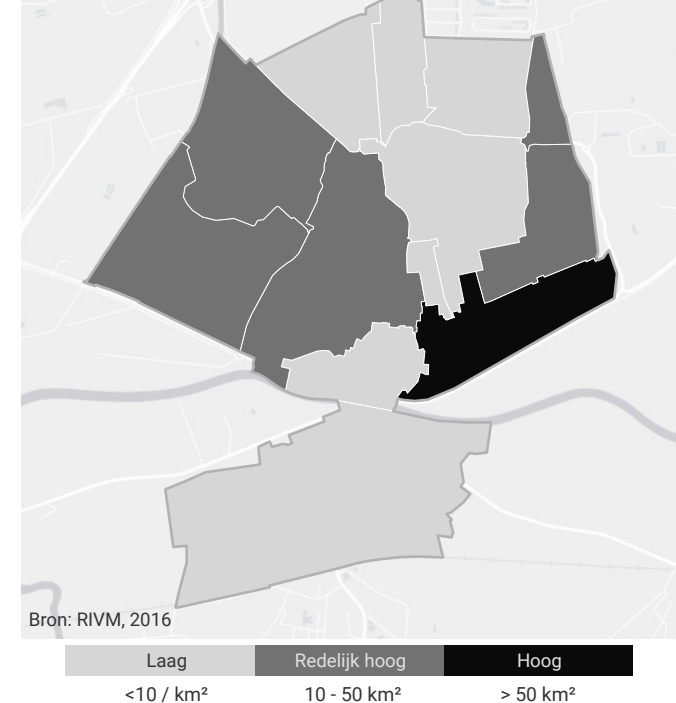 Bron: RIVM, 2016
Laag Redelijk hoog Hoog
<10 / km² 10 - 50 km² > 50 km²